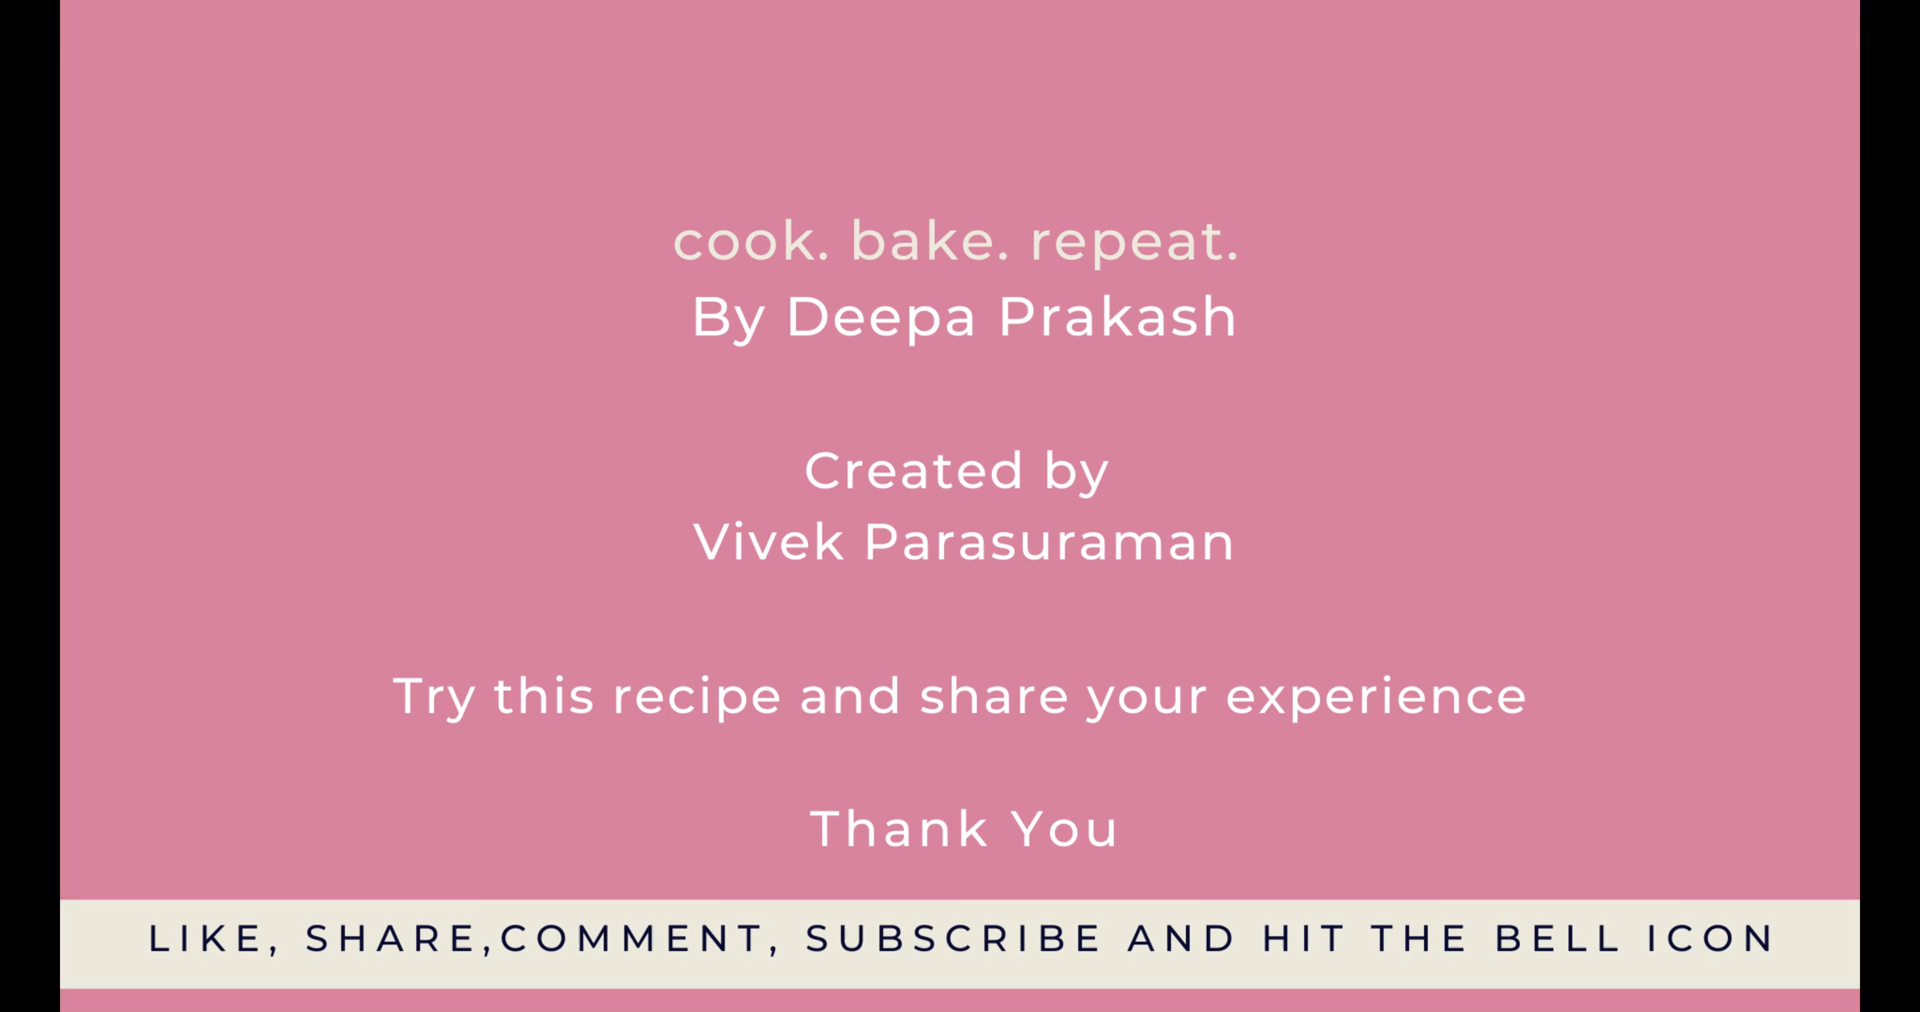 cook. bake. repeat.
By Deepa Prakash
Created by
Vivek Parasuraman
Try this recipe and share your experience
Thank You
LIKE, SHARE,COMMENT, SUBSCRIBE AND HIT THE BELL ICON